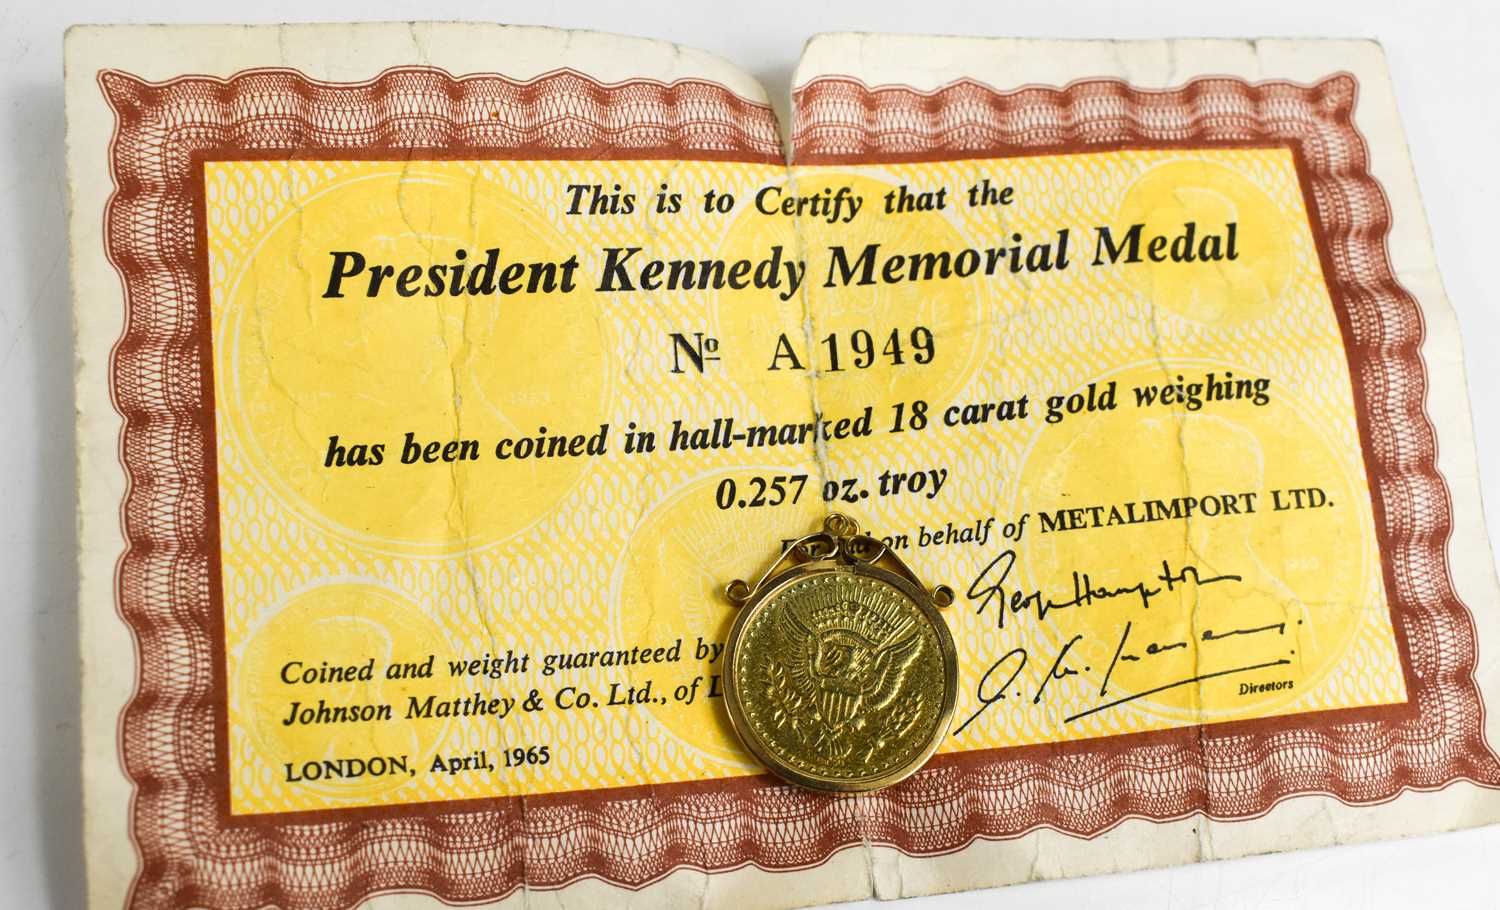 This is to Certify that the
President Kennedy Memorial Medal
Nº A 1949
has been coined in hall-marked 18 carat gold weighing
0.257 oz. troy
For and on behalf of METALIMPORT LTD.
Coined and weight guaranteed by
Johnson Matthey & Co. Ltd., of L
LONDON, April, 1965
Directors